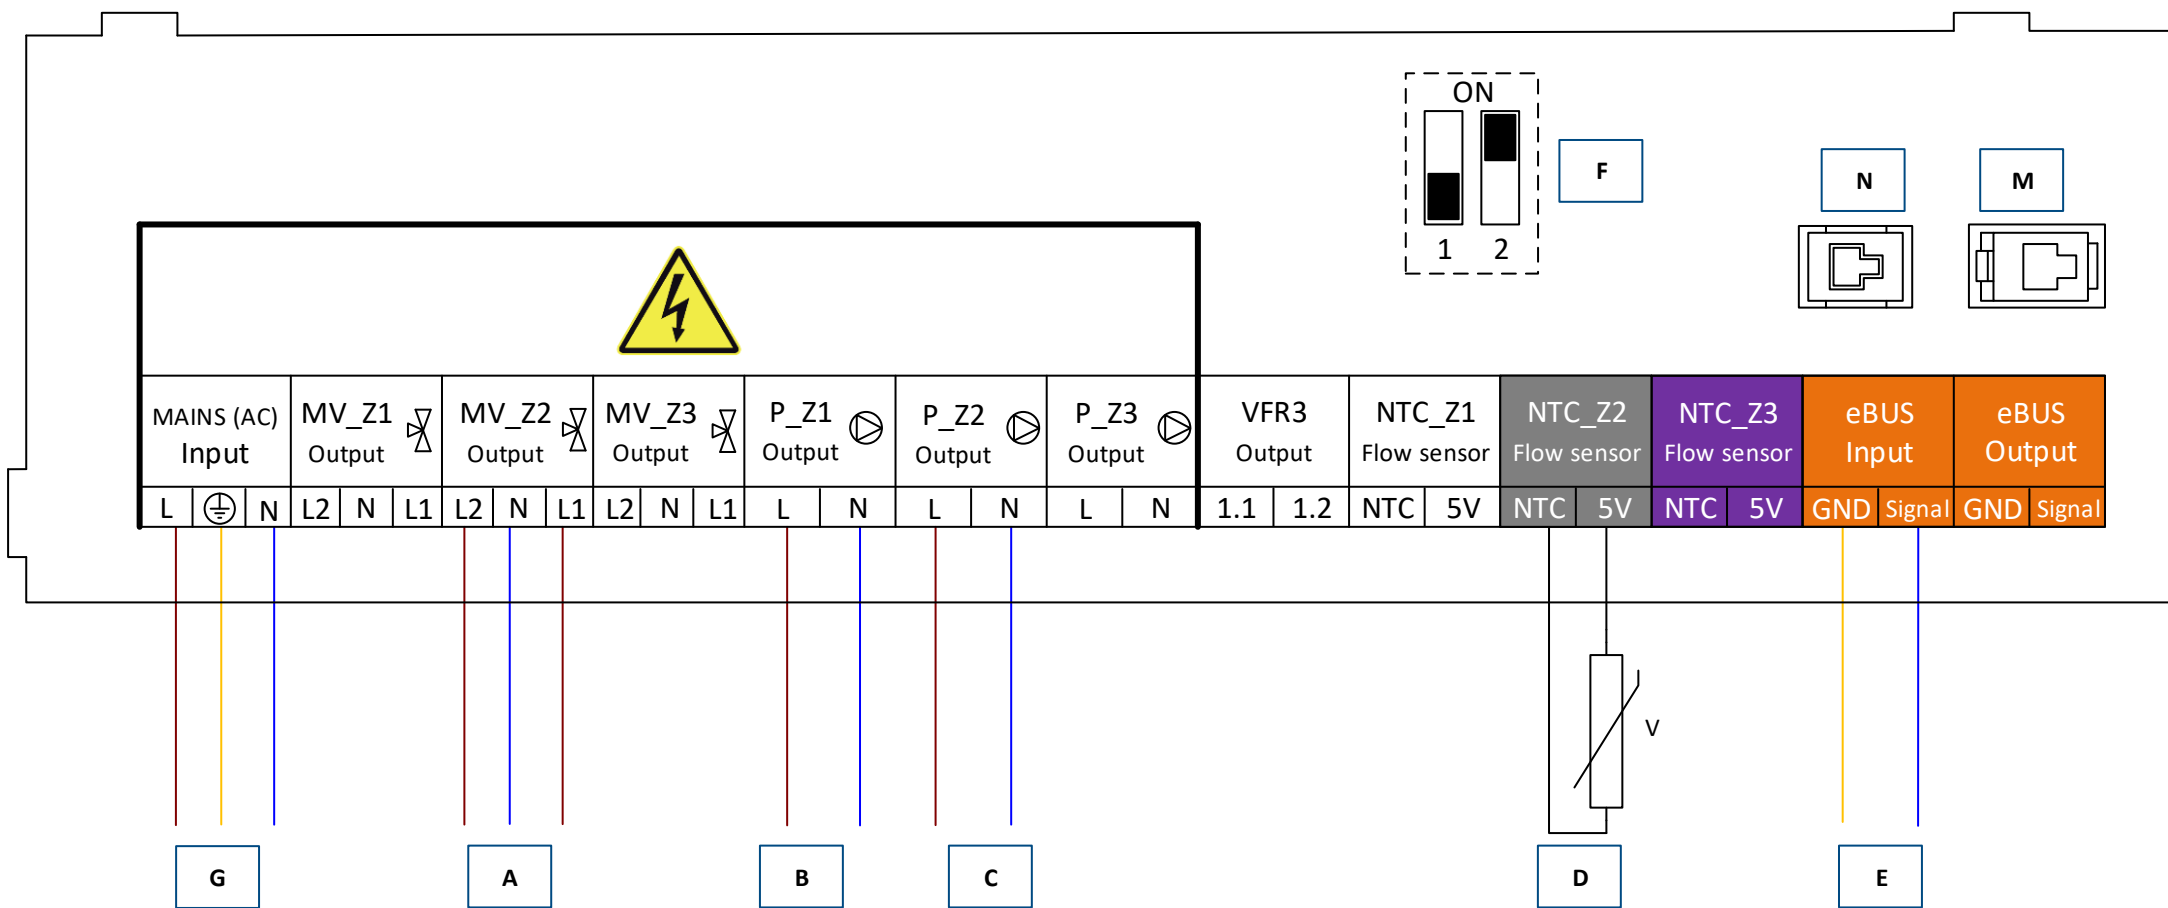 ON
1 2
F
N
M
MAINS (AC)
Input
MV_Z1
Output
MV_Z2
Output
MV_Z3
Output
P_Z1
Output
P_Z2
Output
P_Z3
Output
VFR3
Output
NTC_Z1
Flow sensor
NTC_Z2
Flow sensor
NTC_Z3
Flow sensor
eBUS
Input
eBUS
Output
L N L2 N L1 L2 N L1 L2 N L1 L N L N L N 1.1 1.2 NTC 5V NTC 5V NTC 5V GND Signal GND Signal
V
G
A
B
C
D
E